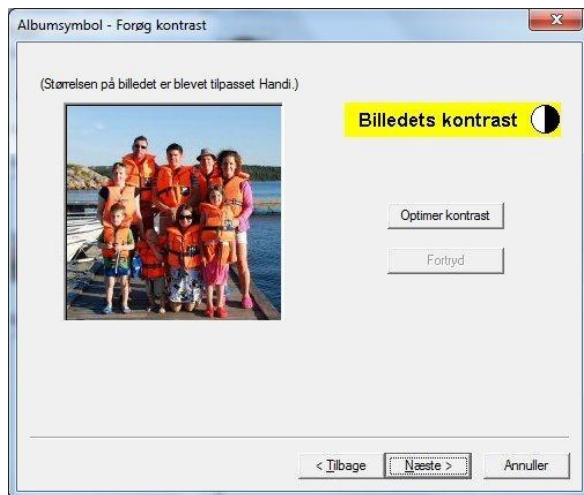 Albumsymbol - Forøg kontrast
(Størrelsen på billedet er blevet tilpasset Handi.)
Billedets kontrast
Optimer kontrast
Fortryd
< Tilbage
Næste >
Annuller